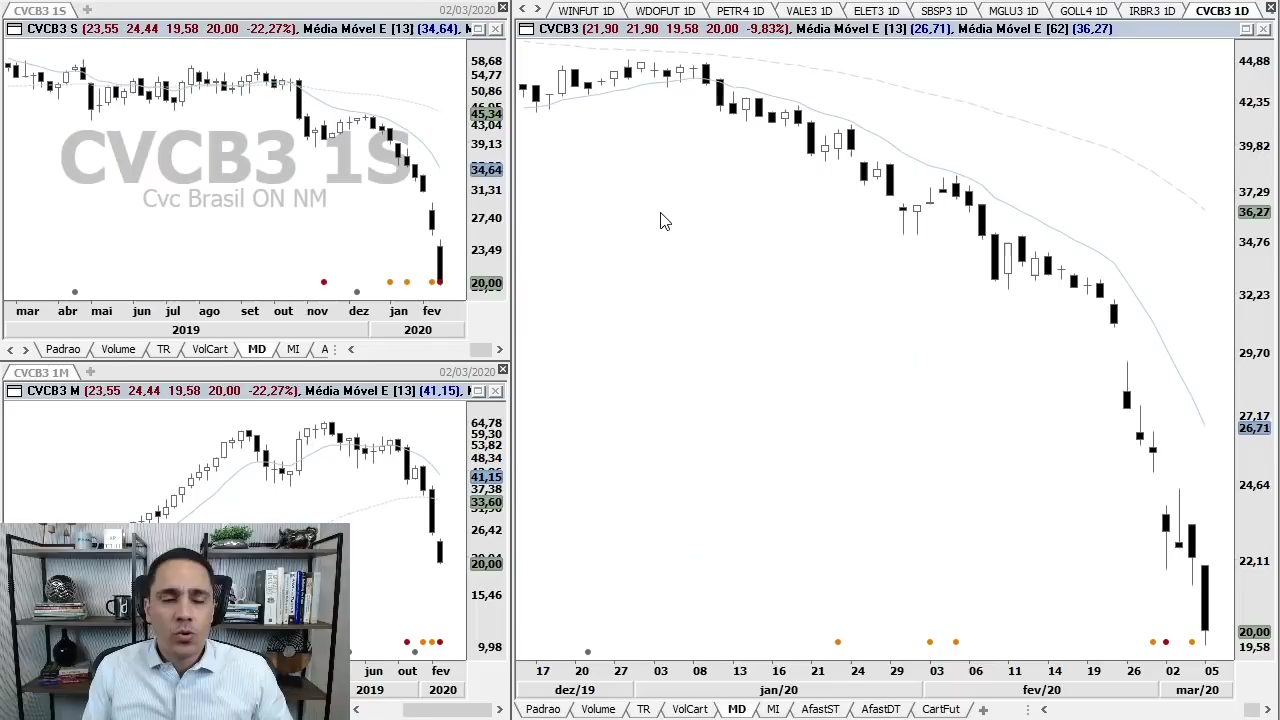 CVCB3 1S
02/03/2020
CVCB3 S (23,55 24,44 19,58 20,00 -22,27%), Média Móvel E [13] (34,64),
58,68
54,77
50,86
45,34
43,04
39,13
34,64
31,31
27,40
23,49
20,00
CVCB3 1S
Cvc Brasil ON NM
mar abr mai jun jul ago set out nov dez jan fev
2019 2020
Padrao Volume TR VolCart MD MI A
CVCB3 1M
02/03/2020
CVCB3 M (23,55 24,44 19,58 20,00 -22,27%), Média Móvel E [13] (41,15),
64,78
59,30
53,82
48,34
41,15
37,38
33,60
26,42
20,00
15,46
9,98
jun out fev
2019 2020
WINFUT 1D WDOFUT 1D PETR4 1D VALE3 1D ELET3 1D SBSP3 1D MGLU3 1D GOLL4 1D IRBR3 1D CVCB3 1D
CVCB3 D (21,90 21,90 19,58 20,00 -9,83%), Média Móvel E [13] (26,71), Média Móvel E [62] (36,27)
44,88
42,35
39,82
37,29
36,27
34,76
32,23
29,70
27,17
26,71
24,64
22,11
20,00
19,58
17 20 27 03 08 13 16 21 24 29 03 06 11 14 19 26 02 05
dez/19 jan/20 fev/20 mar/20
Padrao Volume TR VolCart MD MI AfastST AfastDT CartFut